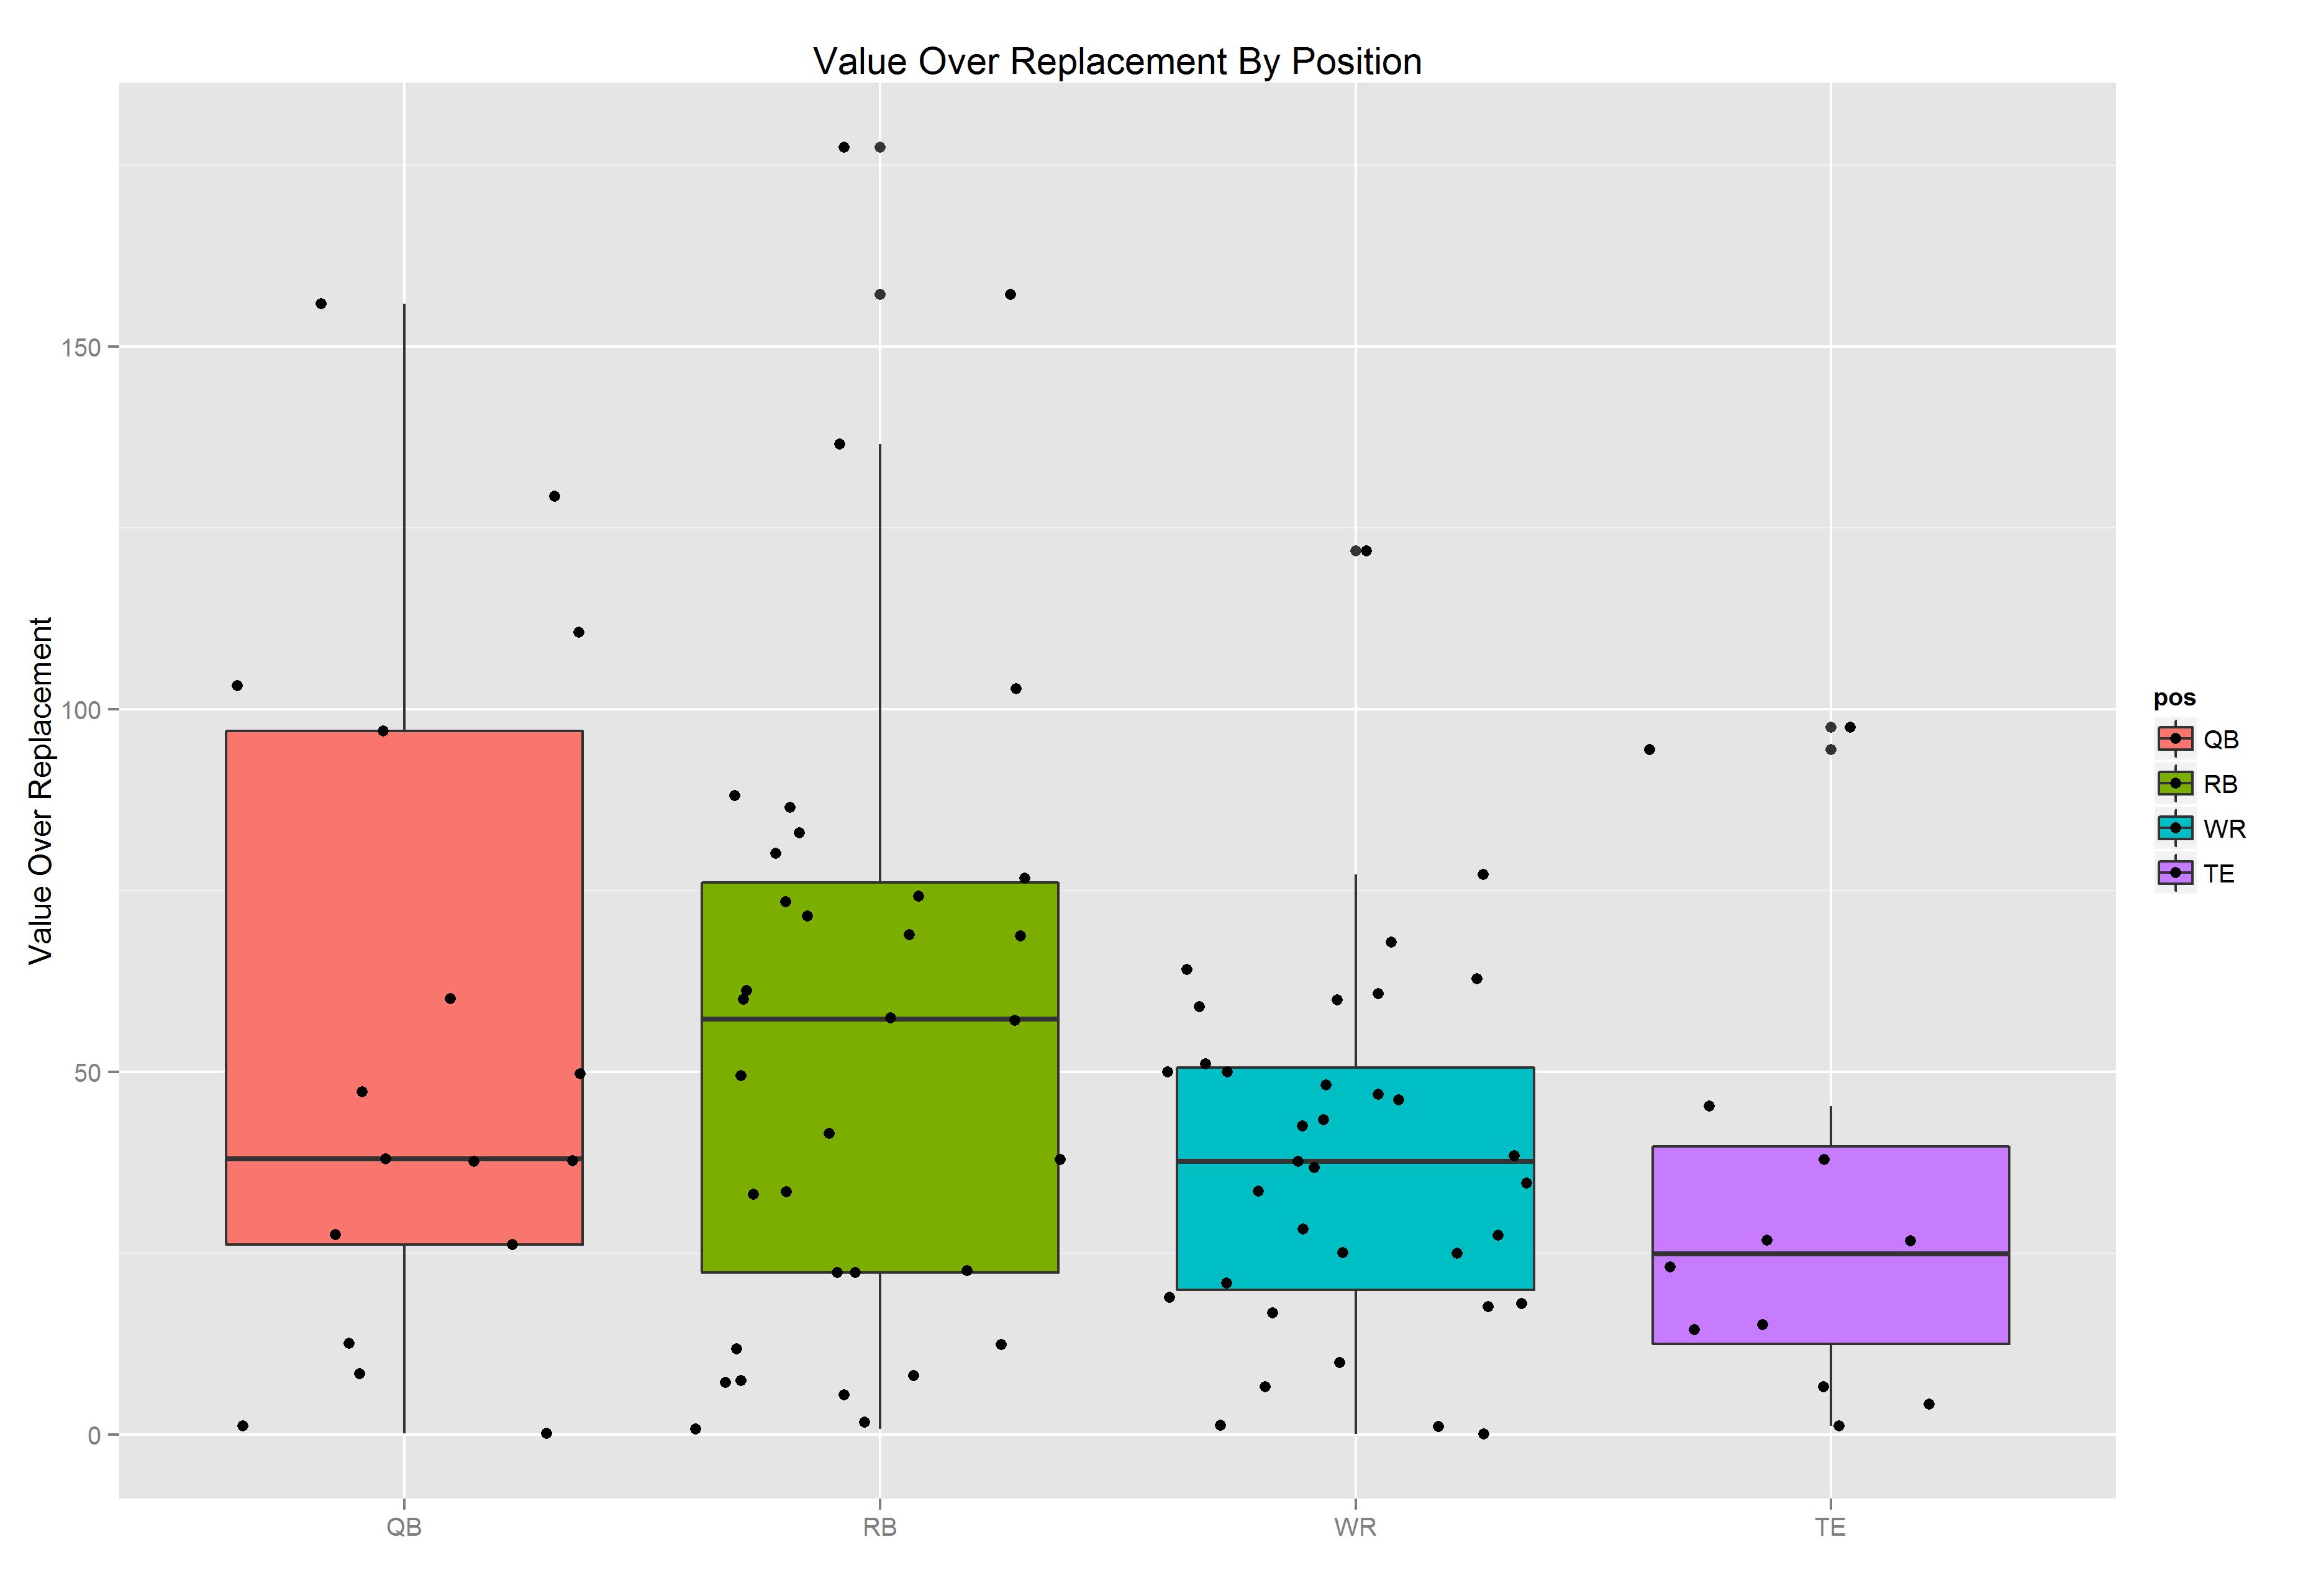 Value Over Replacement By Position
Value Over Replacement
150
100
50
0
QB RB WR TE
pos
QB
RB
WR
TE